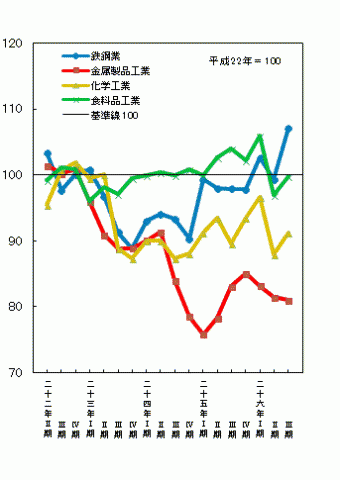 120
鉄鋼業
平成22年＝100
金属製品工業
化学工業
食料品工業
110
基準線100
100
90
80
70
二十二年Ⅱ期
Ⅲ期
Ⅳ期
二十三年Ⅰ期
Ⅱ期
Ⅲ期
Ⅳ期
二十四年Ⅰ期
Ⅱ期
Ⅲ期
Ⅳ期
二十五年Ⅰ期
Ⅱ期
Ⅲ期
Ⅳ期
二十六年Ⅰ期
Ⅱ期
Ⅲ期